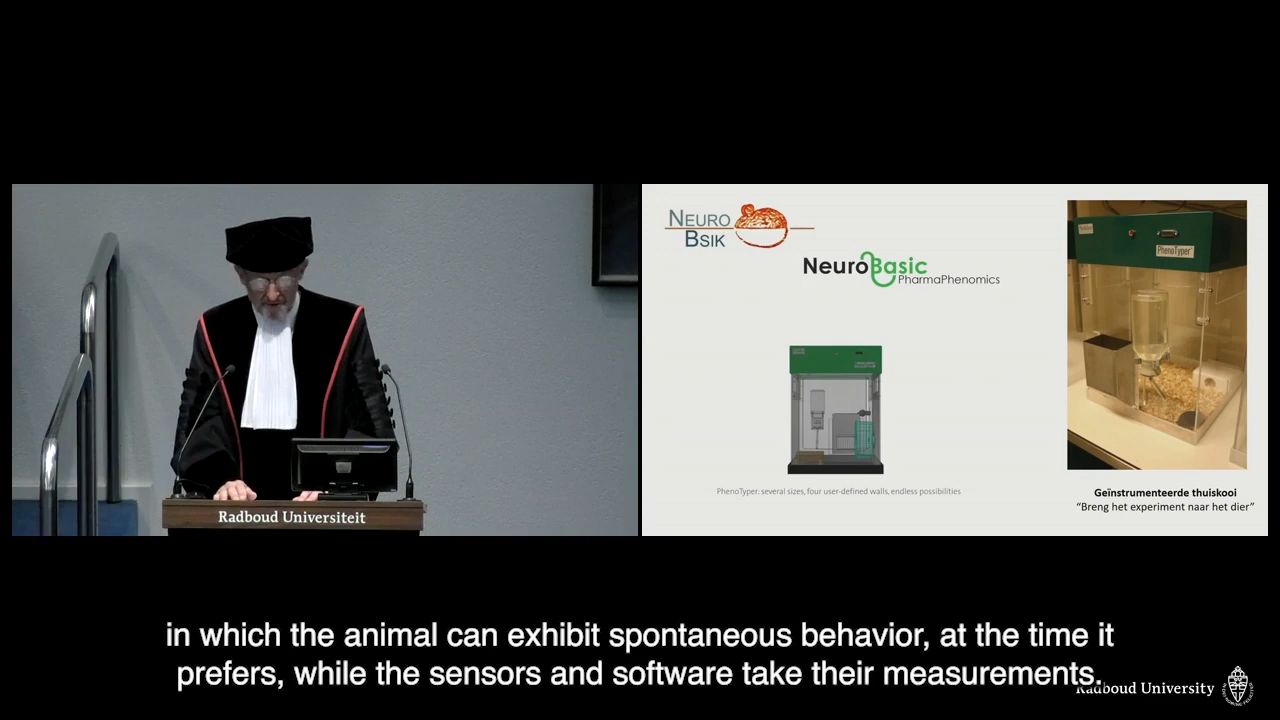 NEURO
BSIK
NeuroBasic
PharmaPhenomics
PhenoTyper
PhenoTyper: several sizes, four user-defined walls, endless possibilities
Geïnstrumenteerde thuiskooi
“Breng het experiment naar het dier”
Radboud Universiteit
in which the animal can exhibit spontaneous behavior, at the time it
prefers, while the sensors and software take their measurements.
Radboud University